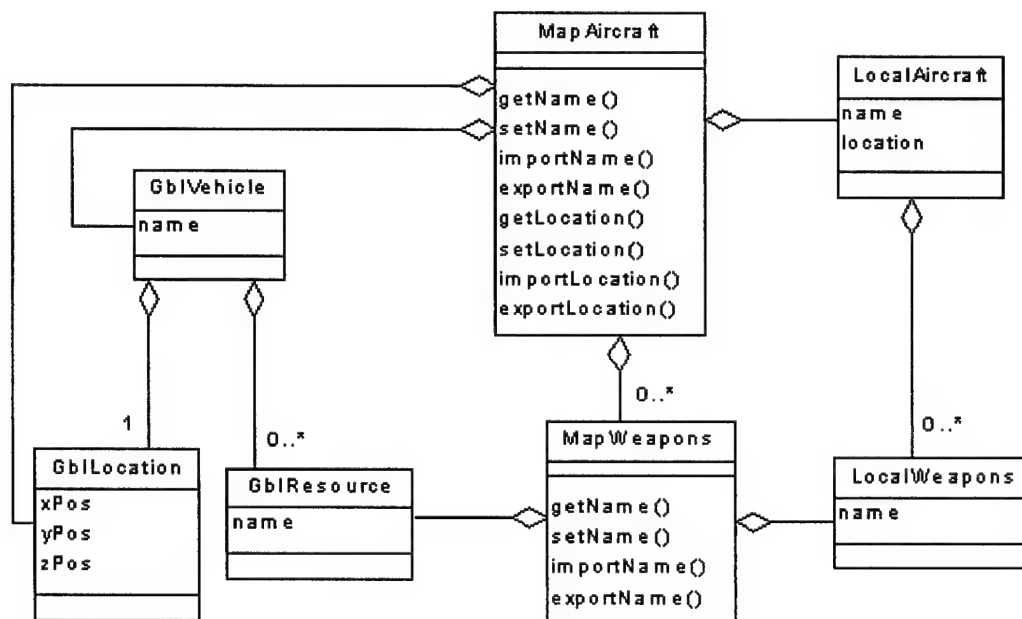 MapAircraft
getName()
setName()
importName()
exportName()
getLocation()
setLocation()
importLocation()
exportLocation()
LocalAircraft
name
location
GblVehicle
name
1
0..*
0..*
0..*
GblLocation
xPos
yPos
zPos
GblResource
name
MapWeapons
getName()
setName()
importName()
exportName()
LocalWeapons
name